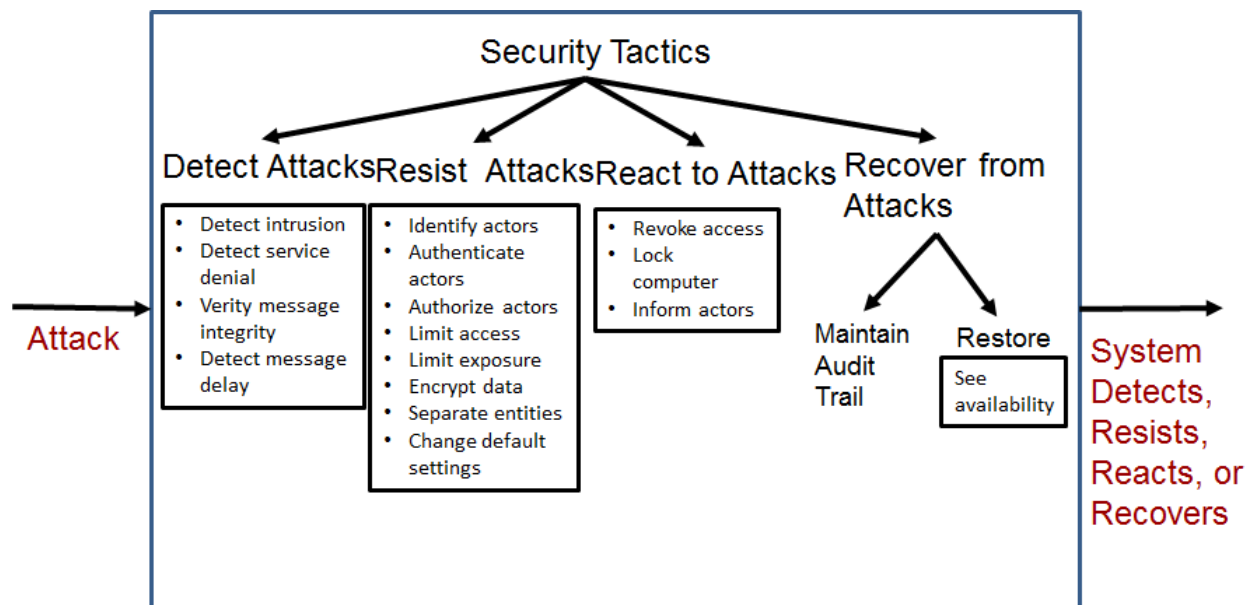 Security Tactics
Detect Attacks
Resist Attacks
React to Attacks
Recover from
Attacks
• Detect intrusion
• Detect service
denial
• Verity message
integrity
• Detect message
delay
• Identify actors
• Authenticate
actors
• Authorize actors
• Limit access
• Limit exposure
• Encrypt data
• Separate entities
• Change default
settings
• Revoke access
• Lock
computer
• Inform actors
Maintain
Audit
Trail
Restore
See
availability
Attack
System
Detects,
Resists,
Reacts, or
Recovers